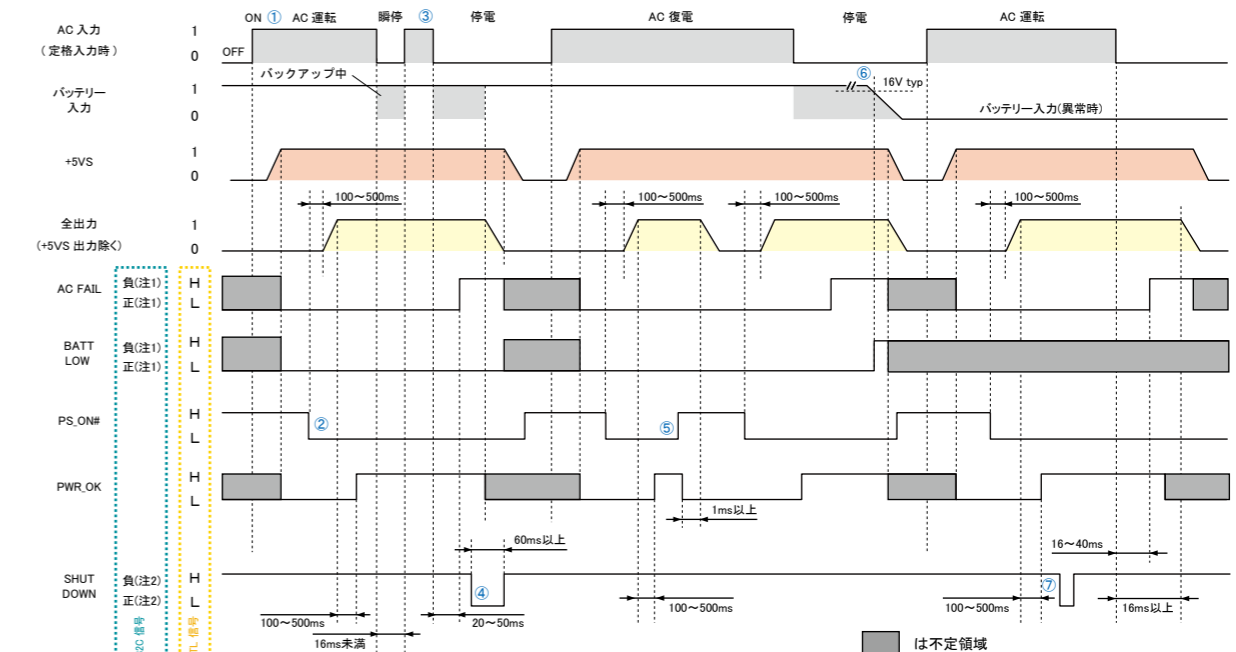 ON ① AC 運転 瞬停 ③ 停電 AC 復電 停電 AC 運転
AC 入力
(定格入力時)
1
0
OFF
バックアップ中
⑥
16V typ
バッテリー
入力
1
0
バッテリー入力(異常時)
+5VS
1
0
100～500ms 100～500ms 100～500ms 100～500ms
全出力
(+5VS 出力除く)
1
0
AC FAIL
負(注1) H
正(注1) L
BATT
LOW
負(注1) H
正(注1) L
PS_ON#
H
L
② ⑤
PWR_OK
H
L
1ms以上
60ms以上
16～40ms
SHUT
DOWN
負(注2) H
正(注2) L
④ ⑦
100～500ms 20～50ms 100～500ms 100～500ms 16ms以上
16ms未満
2C 信号
TL 信号
は不定領域